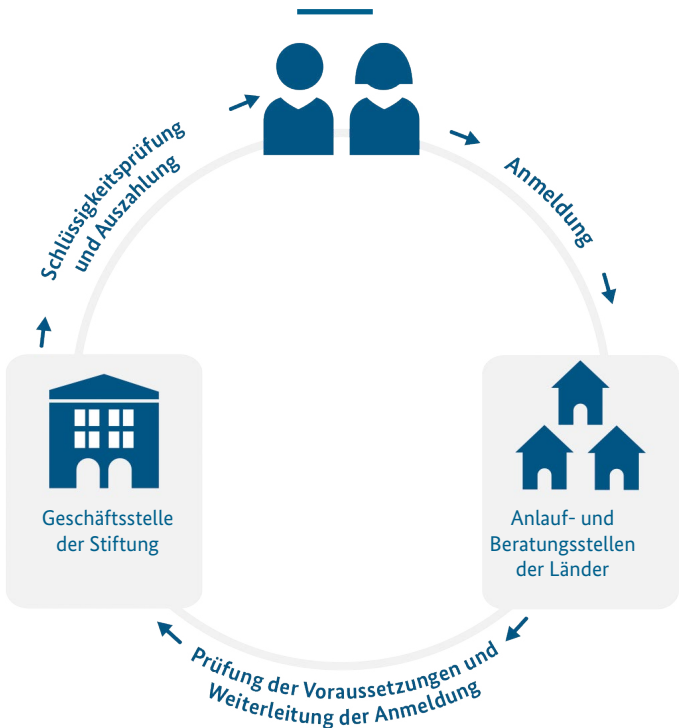 Schlüssigkeitsprüfung
und Auszahlung
Anmeldung
Geschäftsstelle
der Stiftung
Anlauf- und
Beratungsstellen
der Länder
Prüfung der Voraussetzungen und
Weiterleitung der Anmeldung